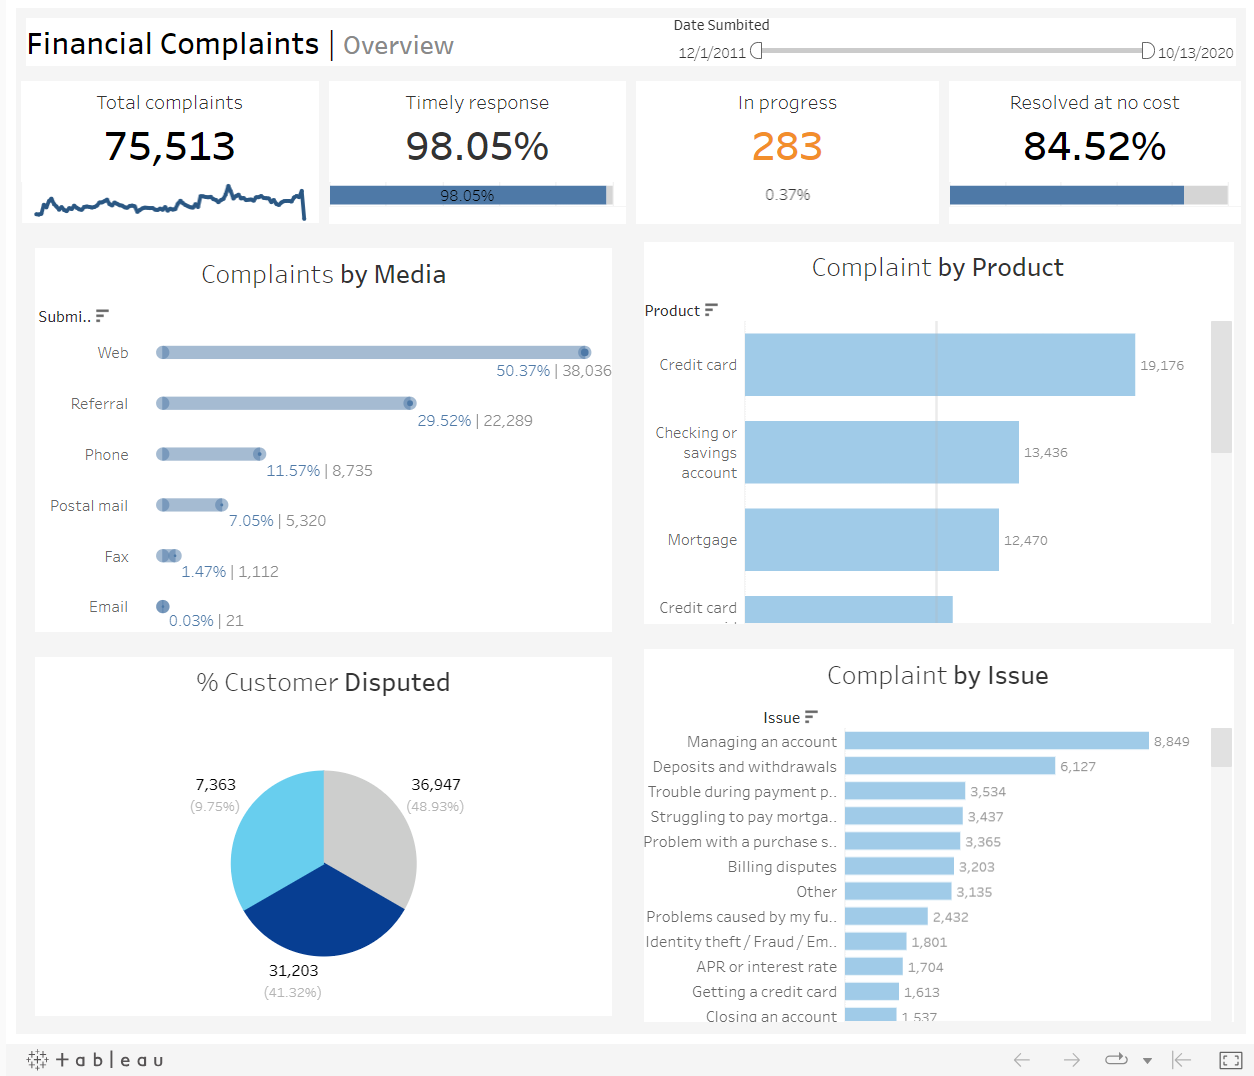 Financial Complaints | Overview
Date Sumbited
12/1/2011
10/13/2020
Total complaints
75,513
Timely response
98.05%
98.05%
In progress
283
0.37%
Resolved at no cost
84.52%
Complaints by Media
Submi..
Web
50.37% | 38,036
Referral
29.52% | 22,289
Phone
11.57% | 8,735
Postal mail
7.05% | 5,320
Fax
1.47% | 1,112
Email
0.03% | 21
Complaint by Product
Product
Credit card
19,176
Checking or
savings
account
13,436
Mortgage
12,470
Credit card
% Customer Disputed
7,363
(9.75%)
36,947
(48.93%)
31,203
(41.32%)
Complaint by Issue
Issue
Managing an account
8,849
Deposits and withdrawals
6,127
Trouble during payment p..
3,534
Struggling to pay mortga..
3,437
Problem with a purchase s..
3,365
Billing disputes
3,203
Other
3,135
Problems caused by my fu..
2,432
Identity theft / Fraud / Em..
1,801
APR or interest rate
1,704
Getting a credit card
1,613
Closing an account
1,537
tableau